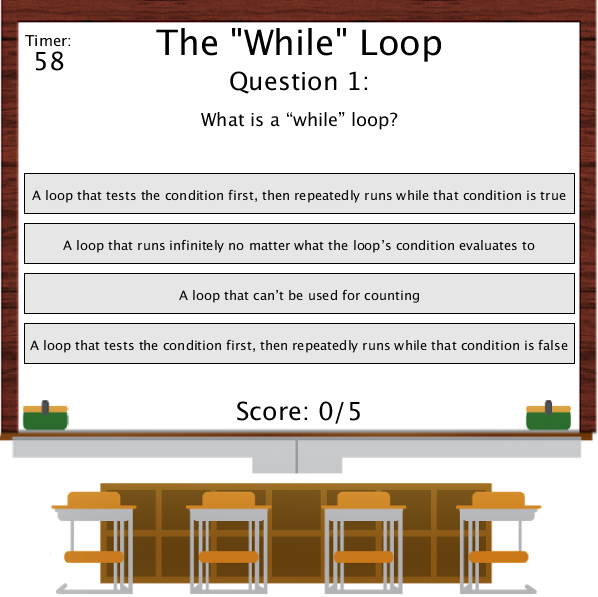 Timer:
58
The "While" Loop
Question 1:
What is a “while” loop?
A loop that tests the condition first, then repeatedly runs while that condition is true
A loop that runs infinitely no matter what the loop’s condition evaluates to
A loop that can’t be used for counting
A loop that tests the condition first, then repeatedly runs while that condition is false
Score: 0/5